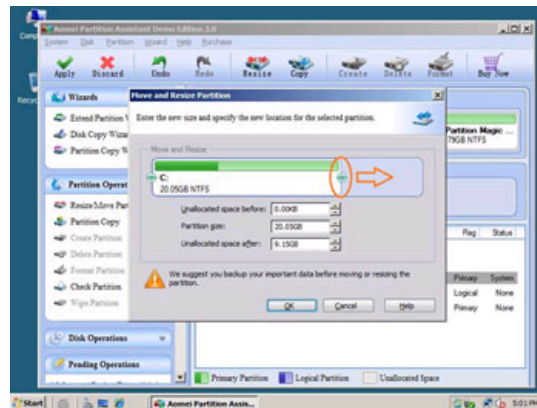 Aomei Partition Assistant Demo Edition 3.0
System Disk Partition Wizard Help Purchase
Apply Discard Undo Redo Resize Copy Create Delete Format Buy Now
Wizards
Extend Partition
Disk Copy
Partition Copy
Partition
Resize/Move
Partition Copy
Create Partition
Delete Partition
Format Partition
Check Partition
Wipe Partition
Disk Operations
Pending Operations
Move and Resize Partition
Enter the new size and specify the new location for the selected partition.
Move and Resize
C:
20.05GB NTFS
Unallocated space before: 0.00KB
Partition size: 20.05GB
Unallocated space after: 9.15GB
We suggest you backup your important data before moving or resizing the
partition.
OK Cancel Help
Partition Magic ...
NTFS
Flag Status
Primary System
Logical None
Primary None
Primary Partition Logical Partition Unallocated Space
Start Aomei Partition Assis... 5:01 PM